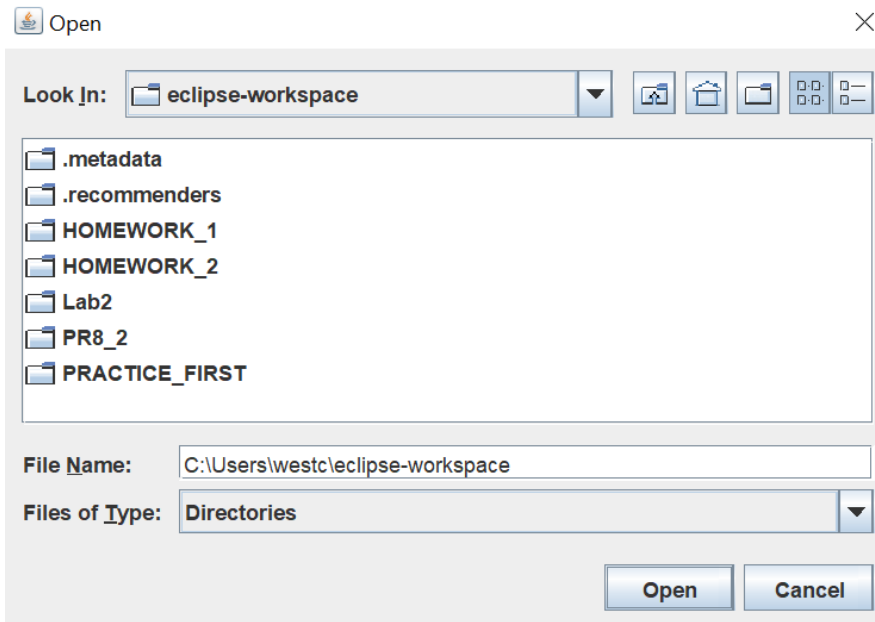 Open
Look In: eclipse-workspace
.metadata
.recommenders
HOMEWORK_1
HOMEWORK_2
Lab2
PR8_2
PRACTICE_FIRST
File Name: C:\Users\westc\eclipse-workspace
Files of Type: Directories
Open Cancel